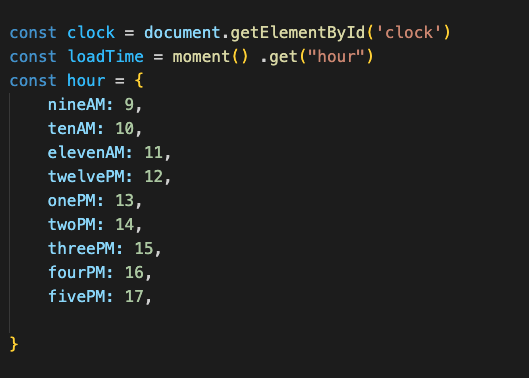 const clock = document.getElementById('clock')
const loadTime = moment() .get("hour")
const hour = {
    nineAM: 9,
    tenAM: 10,
    elevenAM: 11,
    twelvePM: 12,
    onePM: 13,
    twoPM: 14,
    threePM: 15,
    fourPM: 16,
    fivePM: 17,
}